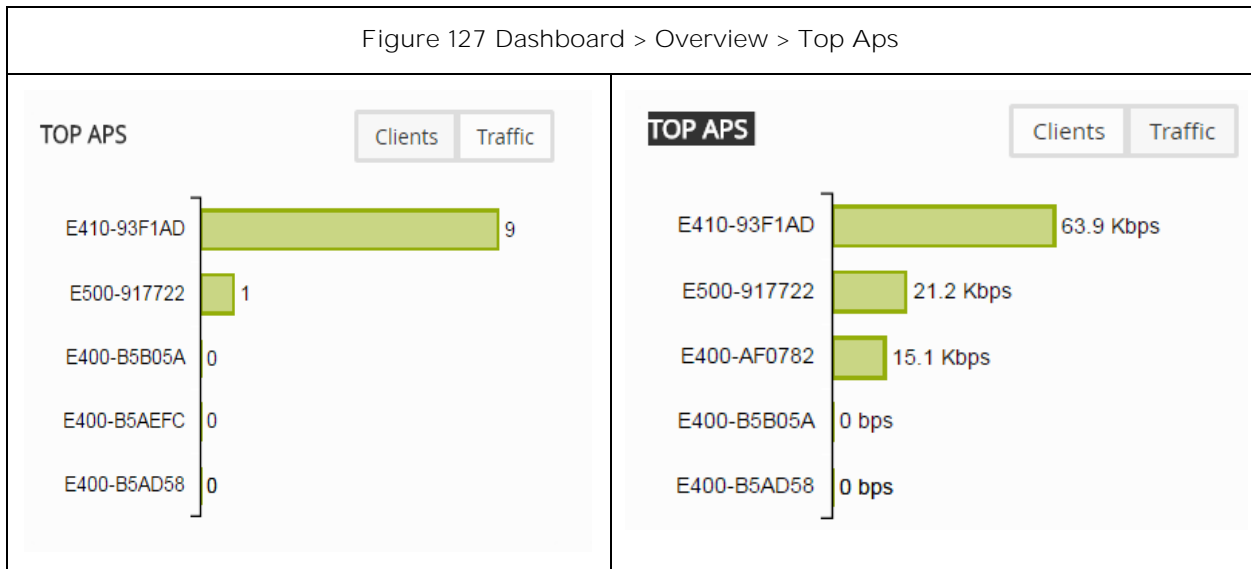 Figure 127 Dashboard > Overview > Top Aps
TOP APS
Clients Traffic
E410-93F1AD 9
E500-917722 1
E400-B5B05A 0
E400-B5AEFC 0
E400-B5AD58 0
TOP APS
Clients Traffic
E410-93F1AD 63.9 Kbps
E500-917722 21.2 Kbps
E400-AF0782 15.1 Kbps
E400-B5B05A 0 bps
E400-B5AD58 0 bps